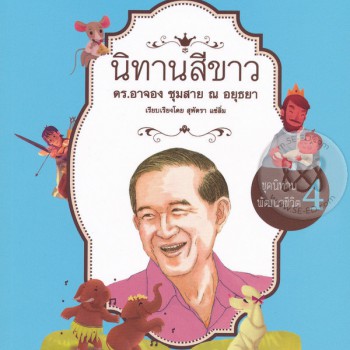 นิทานสีขาว
ดร.อาจอง ชุมสาย ณ อยุธยา
เรียบเรียงโดย สุพัตรา แซ่ลิ่ม
ชุดนิทาน
พัฒนาชีวิต
4